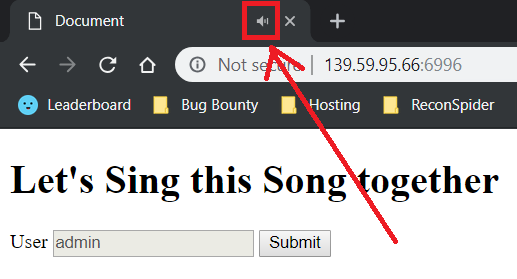 Document
Not secure | 139.59.95.66:6996
Leaderboard Bug Bounty Hosting ReconSpider
Let's Sing this Song together
User admin Submit